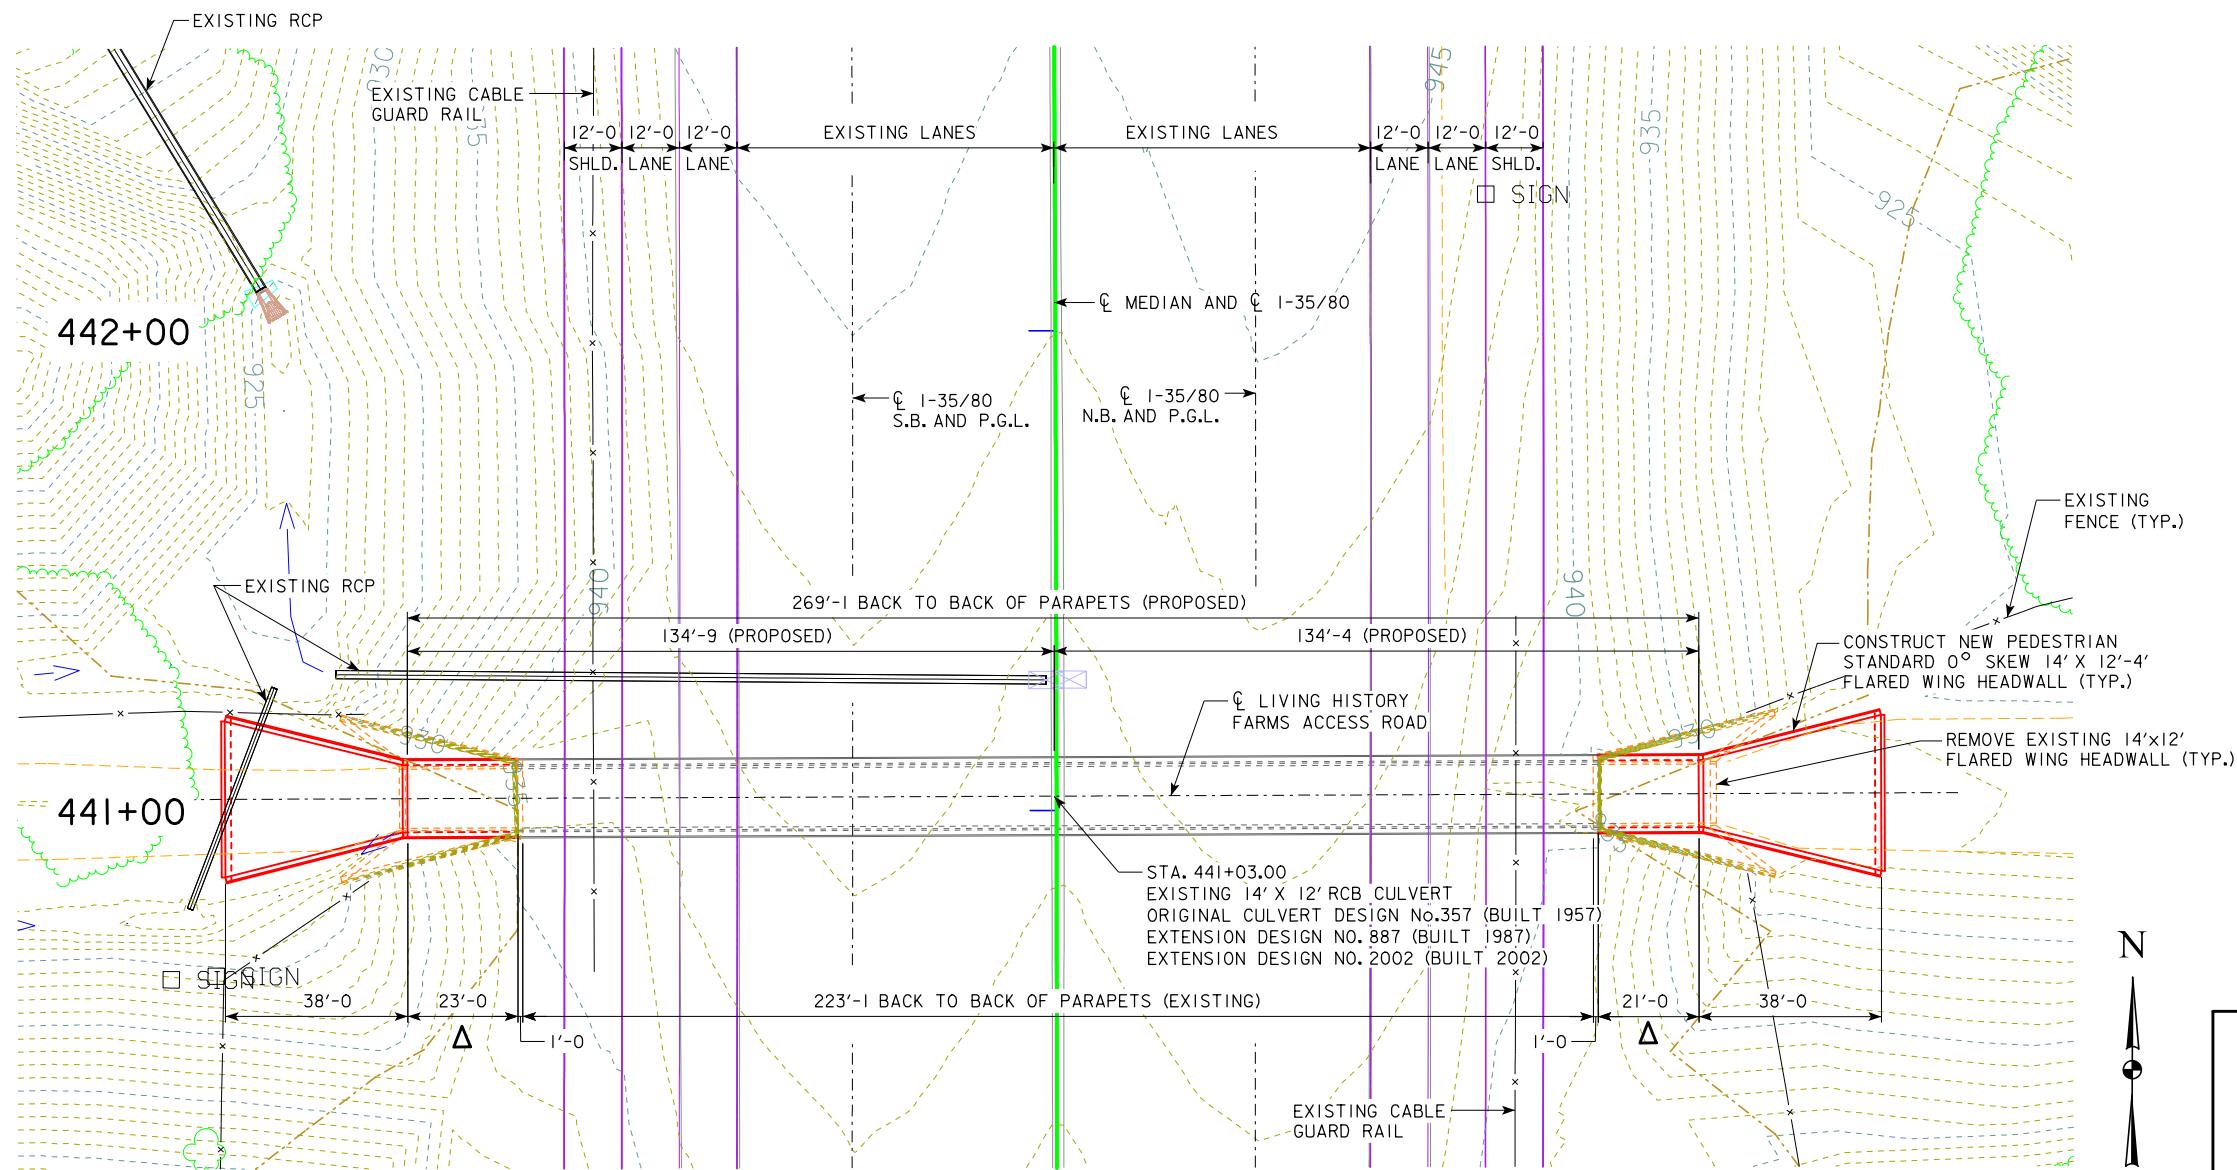 EXISTING RCP
930
945
EXISTING CABLE
GUARD RAIL
935
12'-0 12'-0 12'-0 EXISTING LANES EXISTING LANES 12'-0 12'-0 12'-0
SHLD. LANE LANE LANE LANE SHLD.
SIGN
925
℄ MEDIAN AND ℄ I-35/80
442+00
925
℄ I-35/80
S.B. AND P.G.L.
℄ I-35/80
N.B. AND P.G.L.
EXISTING
FENCE (TYP.)
EXISTING RCP
940
940
269'-1 BACK TO BACK OF PARAPETS (PROPOSED)
134'-9 (PROPOSED) 134'-4 (PROPOSED)
CONSTRUCT NEW PEDESTRIAN
STANDARD 0° SKEW 14' X 12'-4'
FLARED WING HEADWALL (TYP.)
℄ LIVING HISTORY
FARMS ACCESS ROAD
930
930
REMOVE EXISTING 14'x12'
FLARED WING HEADWALL (TYP.)
441+00
STA. 441+03.00
EXISTING 14' X 12' RCB CULVERT
ORIGINAL CULVERT DESIGN No.357 (BUILT 1957)
EXTENSION DESIGN NO. 887 (BUILT 1987)
EXTENSION DESIGN NO. 2002 (BUILT 2002)
N
SIGN SIGN
38'-0 23'-0 223'-1 BACK TO BACK OF PARAPETS (EXISTING) 21'-0 38'-0
Δ 1'-0 1'-0 Δ
EXISTING CABLE
GUARD RAIL